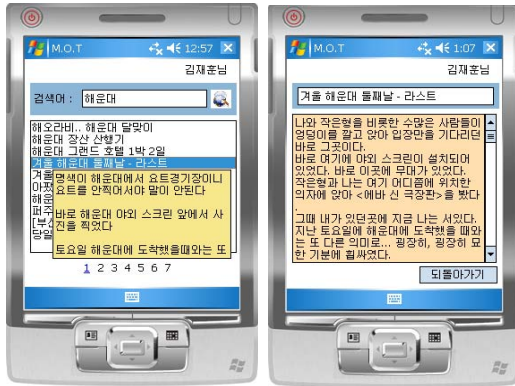 M.O.T
12:57
김재훈님
검색어 :
해운대
해오라비.. 해운대 달맞이
해운대 장산 산행기
해운대 그랜드 호텔 1박 2일
겨울 해운대 둘째날 - 라스트
겨울
아펐
해운
퍼주
[부산
당일
명색이 해운대에서 요트경기장이니
요트를 안찍어서야 말이 안된다
바로 해운대 야외 스크린 앞에서 사
진을 찍었다
토요일 해운대에 도착했을때와는 또
1 2 3 4 5 6 7
M.O.T
1:07
김재훈님
겨울 해운대 둘째날 - 라스트
나와 작은형을 비롯한 수많은 사람들이
엉덩이를 깔고 앉아 입장만을 기다리던
바로 그곳이다.
바로 여기에 야외 스크린이 설치되어
있었다. 바로 이곳에 무대가 있었다.
작은형과 나는 여기 어디쯤에 위치한
의자에 앉아 <에바 신 극장판>을 봤다
.
그때 내가 있던곳에 지금 나는 서있다.
지난 토요일에 해운대에 도착했을 때와
는 또 다른 의미로... 굉장히, 굉장히 묘
한 기분에 휩싸였다.
되돌아가기